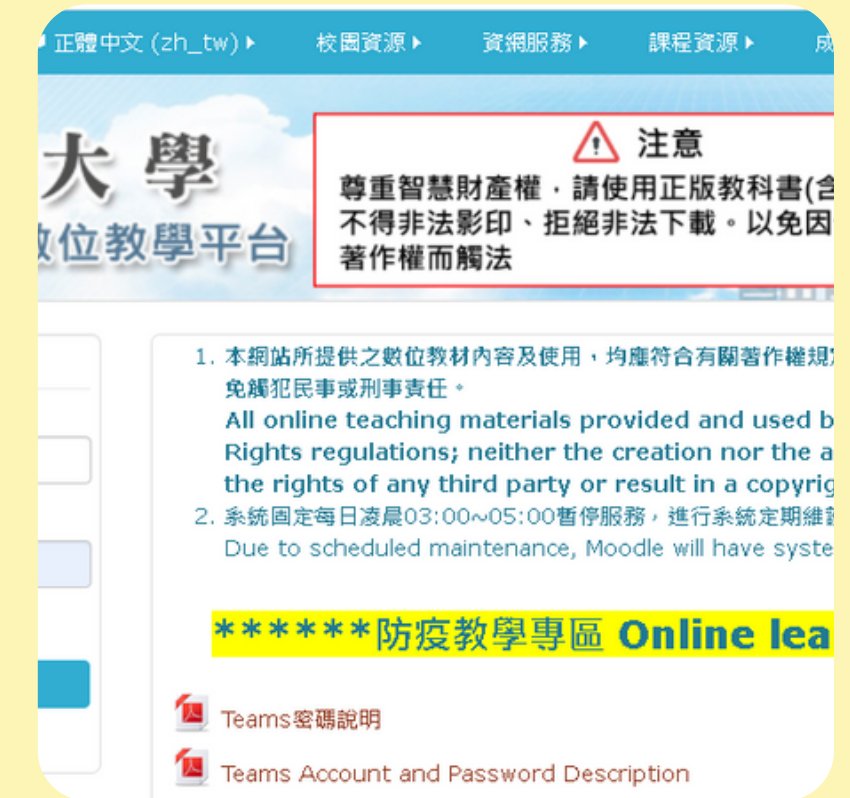 正體中文 (zh_tw) 校園資源 資網服務 課程資源
大學
位教學平台
注意
尊重智慧財產權，請使用正版教科書(含
不得非法影印、拒絕非法下載。以免因
著作權而觸法
1. 本網站所提供之數位教材內容及使用，均應符合有關著作權規
免觸犯民事或刑事責任。
All online teaching materials provided and used b
Rights regulations; neither the creation nor the a
the rights of any third party or result in a copyrig
2. 系統固定每日凌晨03:00~05:00暫停服務，進行系統定期維
Due to scheduled maintenance, Moodle will have syste
******防疫教學專區 Online lea
Teams密碼說明
Teams Account and Password Description